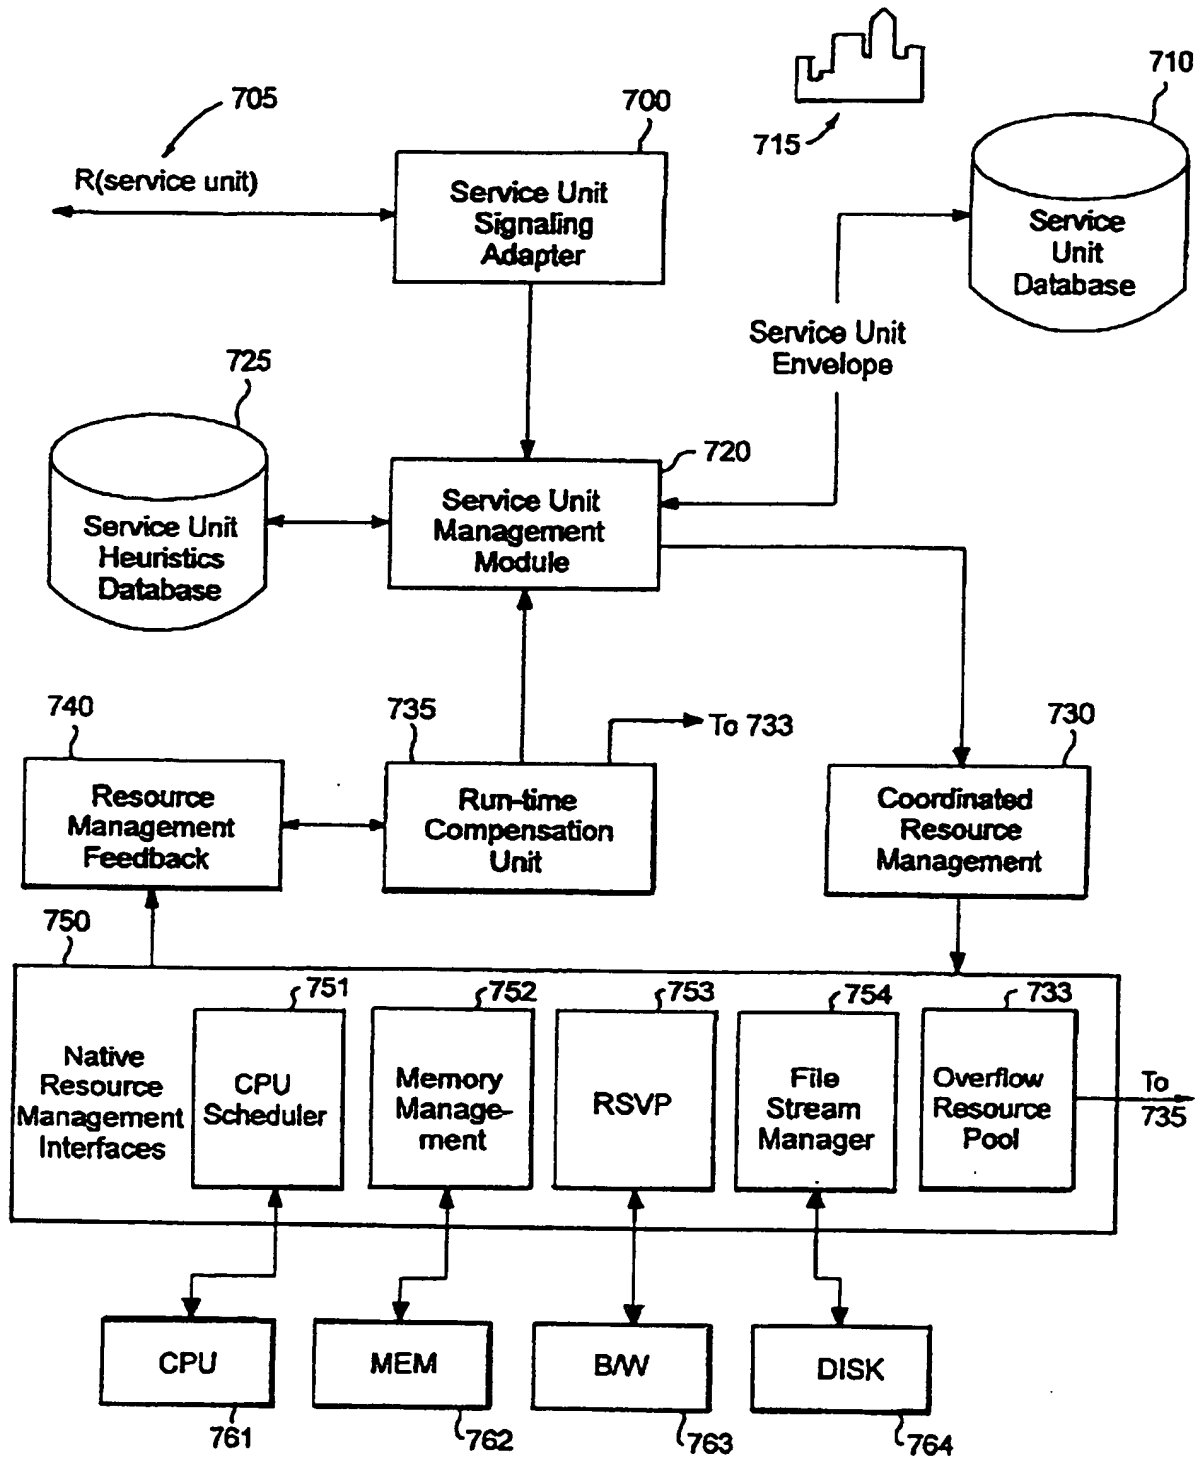 705
R(service unit)
700
Service Unit
Signaling
Adapter
715
710
Service
Unit
Database
Service Unit
Envelope
725
Service Unit
Heuristics
Database
720
Service Unit
Management
Module
740
Resource
Management
Feedback
735
Run-time
Compensation
Unit
To 733
730
Coordinated
Resource
Management
750
Native
Resource
Management
Interfaces
751
CPU
Scheduler
752
Memory
Manage-
ment
753
RSVP
754
File
Stream
Manager
733
Overflow
Resource
Pool
To
735
CPU
761
MEM
762
B/W
763
DISK
764